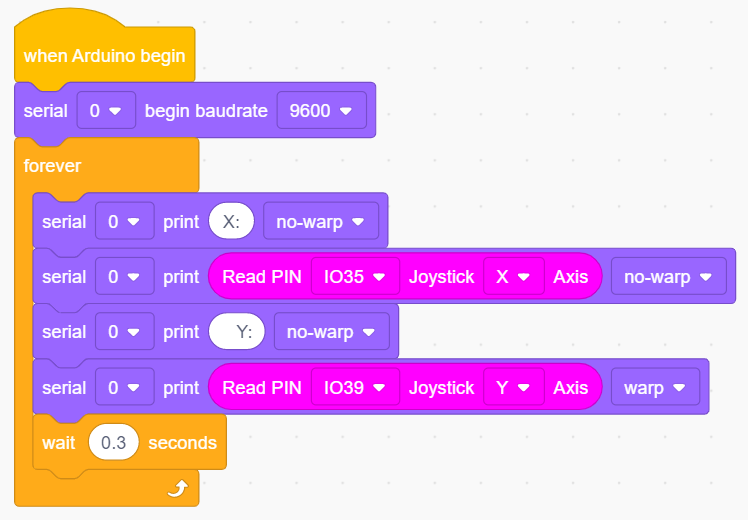 when Arduino begin
serial 0 begin baudrate 9600
forever
serial 0 print X: no-warp
serial 0 print Read PIN IO35 Joystick X Axis no-warp
serial 0 print Y: no-warp
serial 0 print Read PIN IO39 Joystick Y Axis warp
wait 0.3 seconds